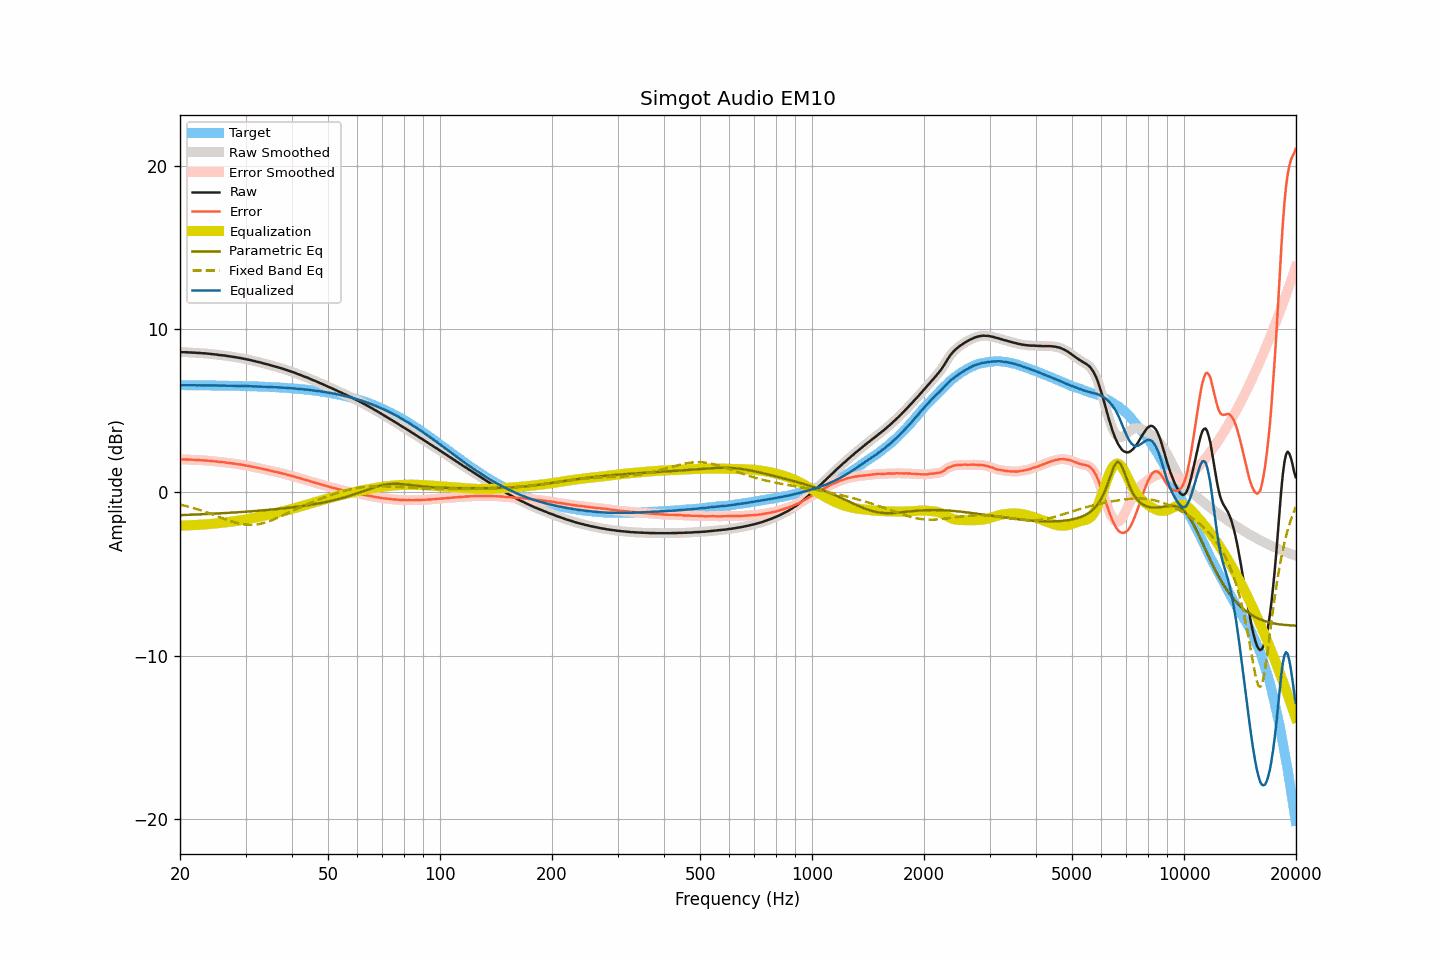 Simgot Audio EM10
Target
Raw Smoothed
Error Smoothed
Raw
Error
Equalization
Parametric Eq
Fixed Band Eq
Equalized
20
10
0
−10
−20
Amplitude (dBr)
20 50 100 200 500 1000 2000 5000 10000 20000
Frequency (Hz)